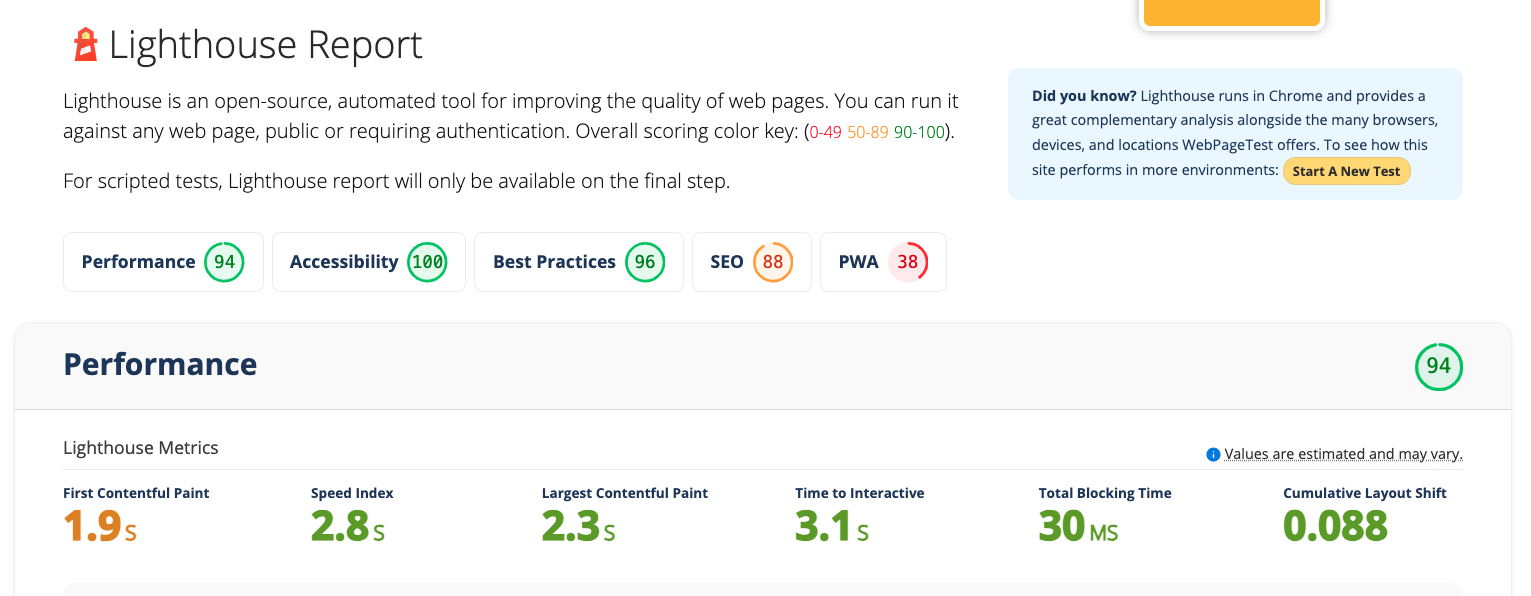 Lighthouse Report
Lighthouse is an open-source, automated tool for improving the quality of web pages. You can run it
against any web page, public or requiring authentication. Overall scoring color key: (0-49 50-89 90-100).
For scripted tests, Lighthouse report will only be available on the final step.
Did you know? Lighthouse runs in Chrome and provides a
great complementary analysis alongside the many browsers,
devices, and locations WebPageTest offers. To see how this
site performs in more environments: Start A New Test
Performance 94 Accessibility 100 Best Practices 96 SEO 88 PWA 38
Performance 94
Lighthouse Metrics
Values are estimated and may vary.
First Contentful Paint
1.9 S
Speed Index
2.8 S
Largest Contentful Paint
2.3 S
Time to Interactive
3.1 S
Total Blocking Time
30 MS
Cumulative Layout Shift
0.088